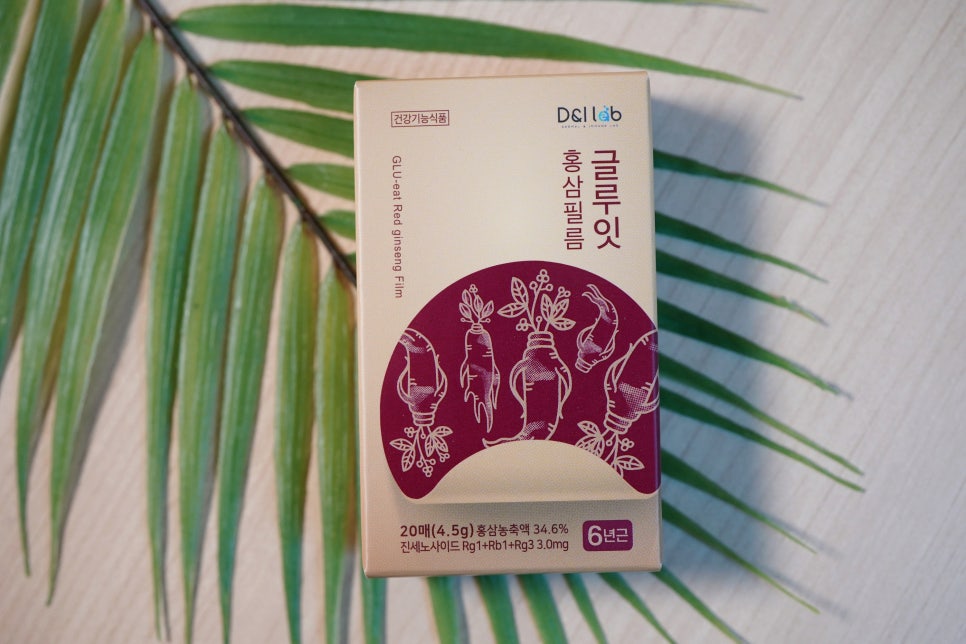 건강기능식품
D&I lab
글루잇
홍삼필름
GLU-eat Red ginseng Film
20매(4.5g) 홍삼농축액 34.6%
진세노사이드 Rg1+Rb1+Rg3 3.0mg
6년근